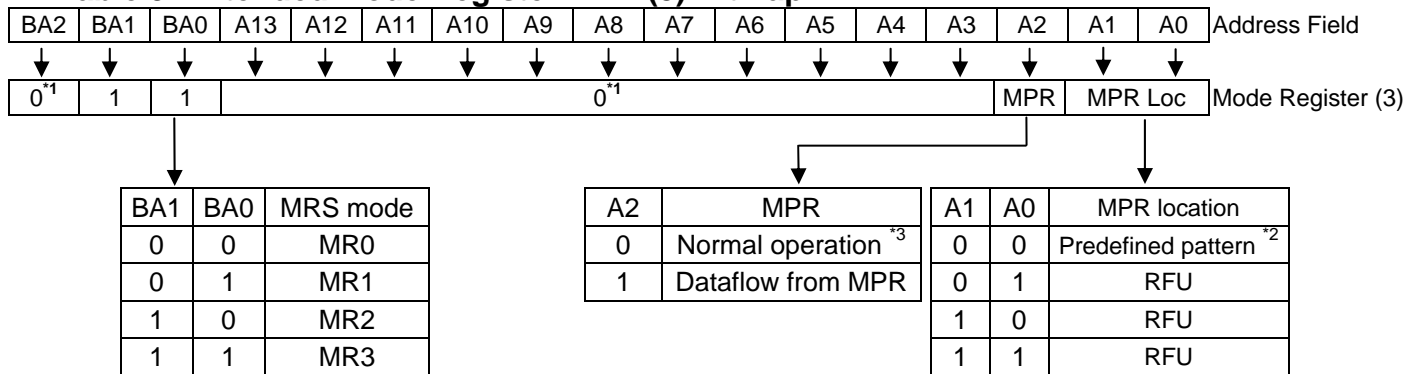 BA2 BA1 BA0 A13 A12 A11 A10 A9 A8 A7 A6 A5 A4 A3 A2 A1 A0 Address Field
0*1 1 1 0*1 MPR MPR Loc Mode Register (3)
BA1 BA0 MRS mode
0 0 MR0
0 1 MR1
1 0 MR2
1 1 MR3
A2 MPR
0 Normal operation *3
1 Dataflow from MPR
A1 A0 MPR location
0 0 Predefined pattern *2
0 1 RFU
1 0 RFU
1 1 RFU